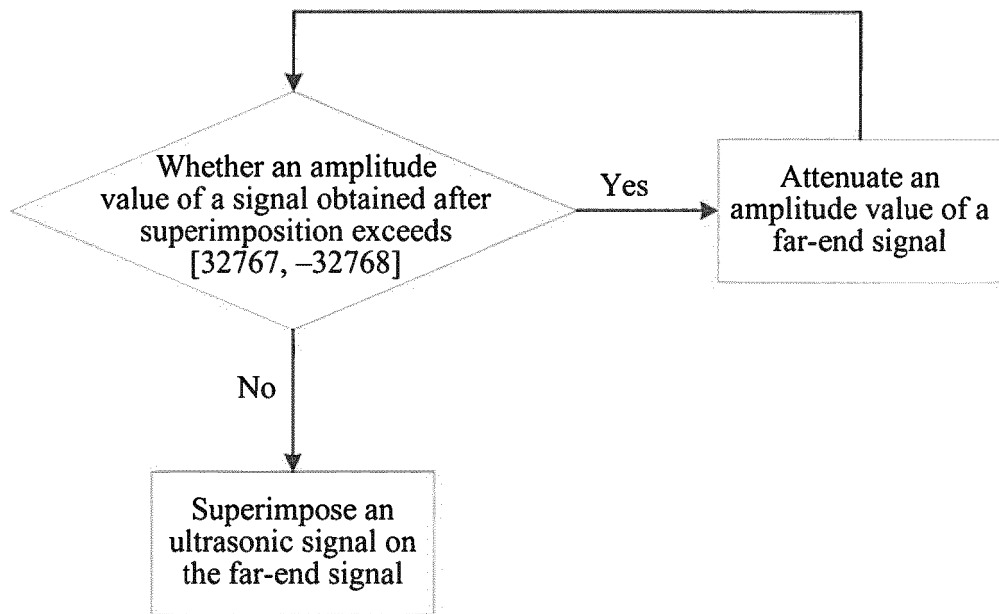 Whether an amplitude
value of a signal obtained after
superimposition exceeds
[32767, –32768]
Yes
Attenuate an
amplitude value of a
far-end signal
No
Superimpose an
ultrasonic signal on
the far-end signal